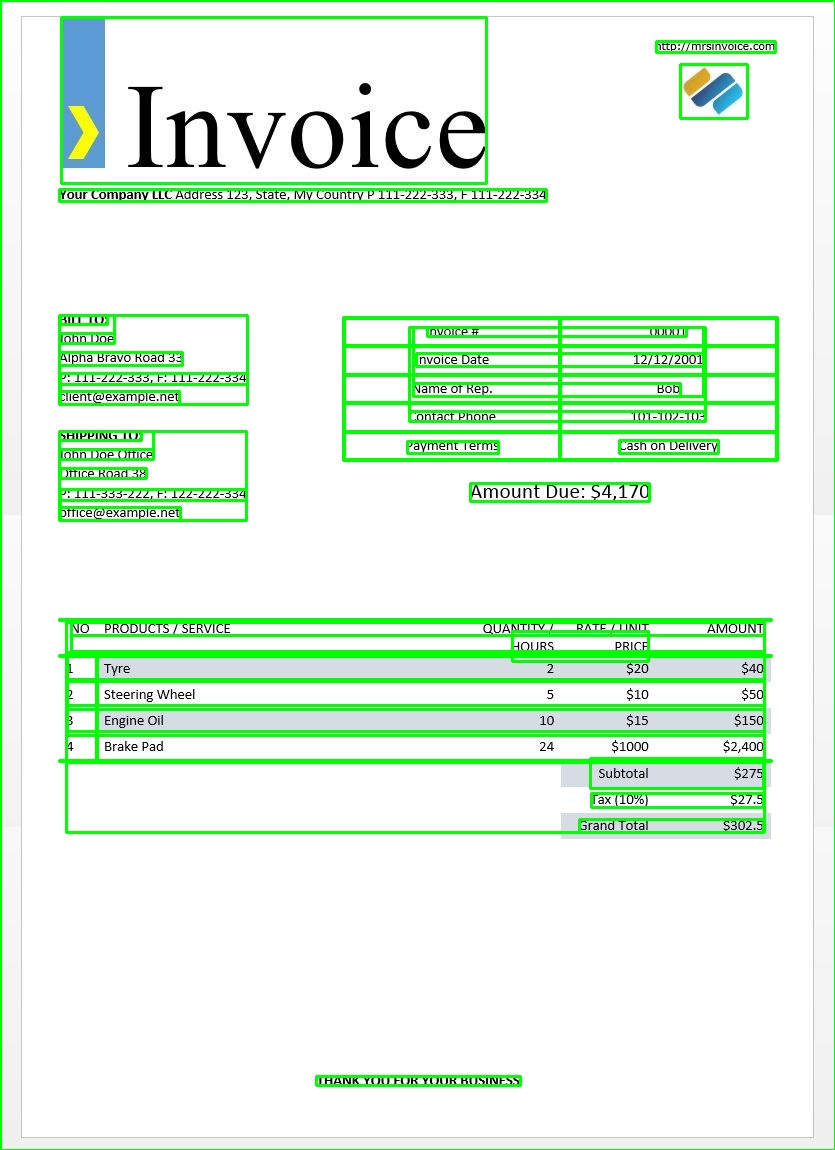 http://mrsinvoice.com
Invoice
Your Company LLC Address 123, State, My Country P 111-222-333, F 111-222-334
BILL TO:
John Doe
Alpha Bravo Road 33
P: 111-222-333, F: 111-222-334
client@example.net
SHIPPING TO:
John Doe Office
Office Road 38
P: 111-333-222, F: 122-222-334
office@example.net
Invoice # 00001
Invoice Date 12/12/2001
Name of Rep. Bob
Contact Phone 101-102-103
Payment Terms Cash on Delivery
Amount Due: $4,170
NO PRODUCTS / SERVICE QUANTITY / RATE / UNIT AMOUNT
HOURS PRICE
1 Tyre 2 $20 $40
2 Steering Wheel 5 $10 $50
3 Engine Oil 10 $15 $150
4 Brake Pad 24 $1000 $2,400
Subtotal $275
Tax (10%) $27.5
Grand Total $302.5
THANK YOU FOR YOUR BUSINESS